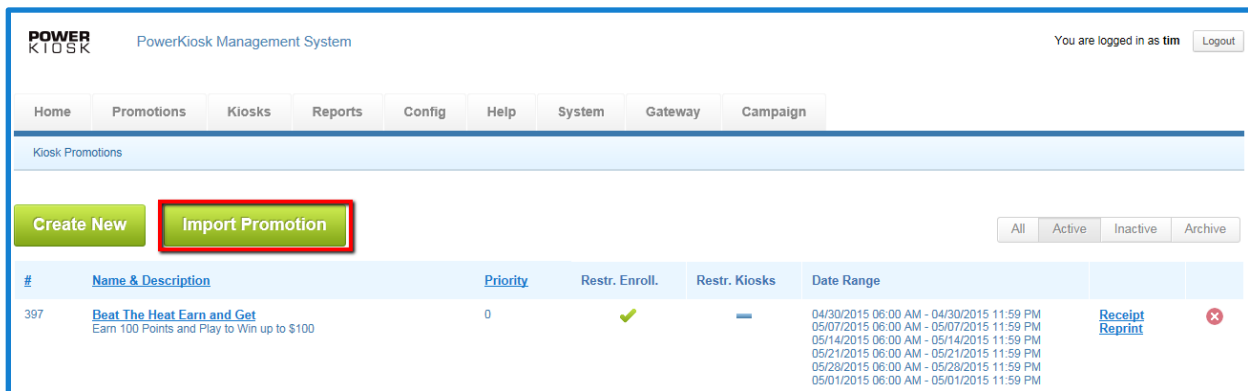 POWER KIOSK
PowerKiosk Management System
You are logged in as tim
Logout
Home Promotions Kiosks Reports Config Help System Gateway Campaign
Kiosk Promotions
Create New Import Promotion
All Active Inactive Archive
# Name & Description Priority Restr. Enroll. Restr. Kiosks Date Range
397 Beat The Heat Earn and Get 0
Earn 100 Points and Play to Win up to $100
04/30/2015 06:00 AM - 04/30/2015 11:59 PM
05/07/2015 06:00 AM - 05/07/2015 11:59 PM
05/14/2015 06:00 AM - 05/14/2015 11:59 PM
05/21/2015 06:00 AM - 05/21/2015 11:59 PM
05/28/2015 06:00 AM - 05/28/2015 11:59 PM
05/01/2015 06:00 AM - 05/01/2015 11:59 PM
Receipt
Reprint